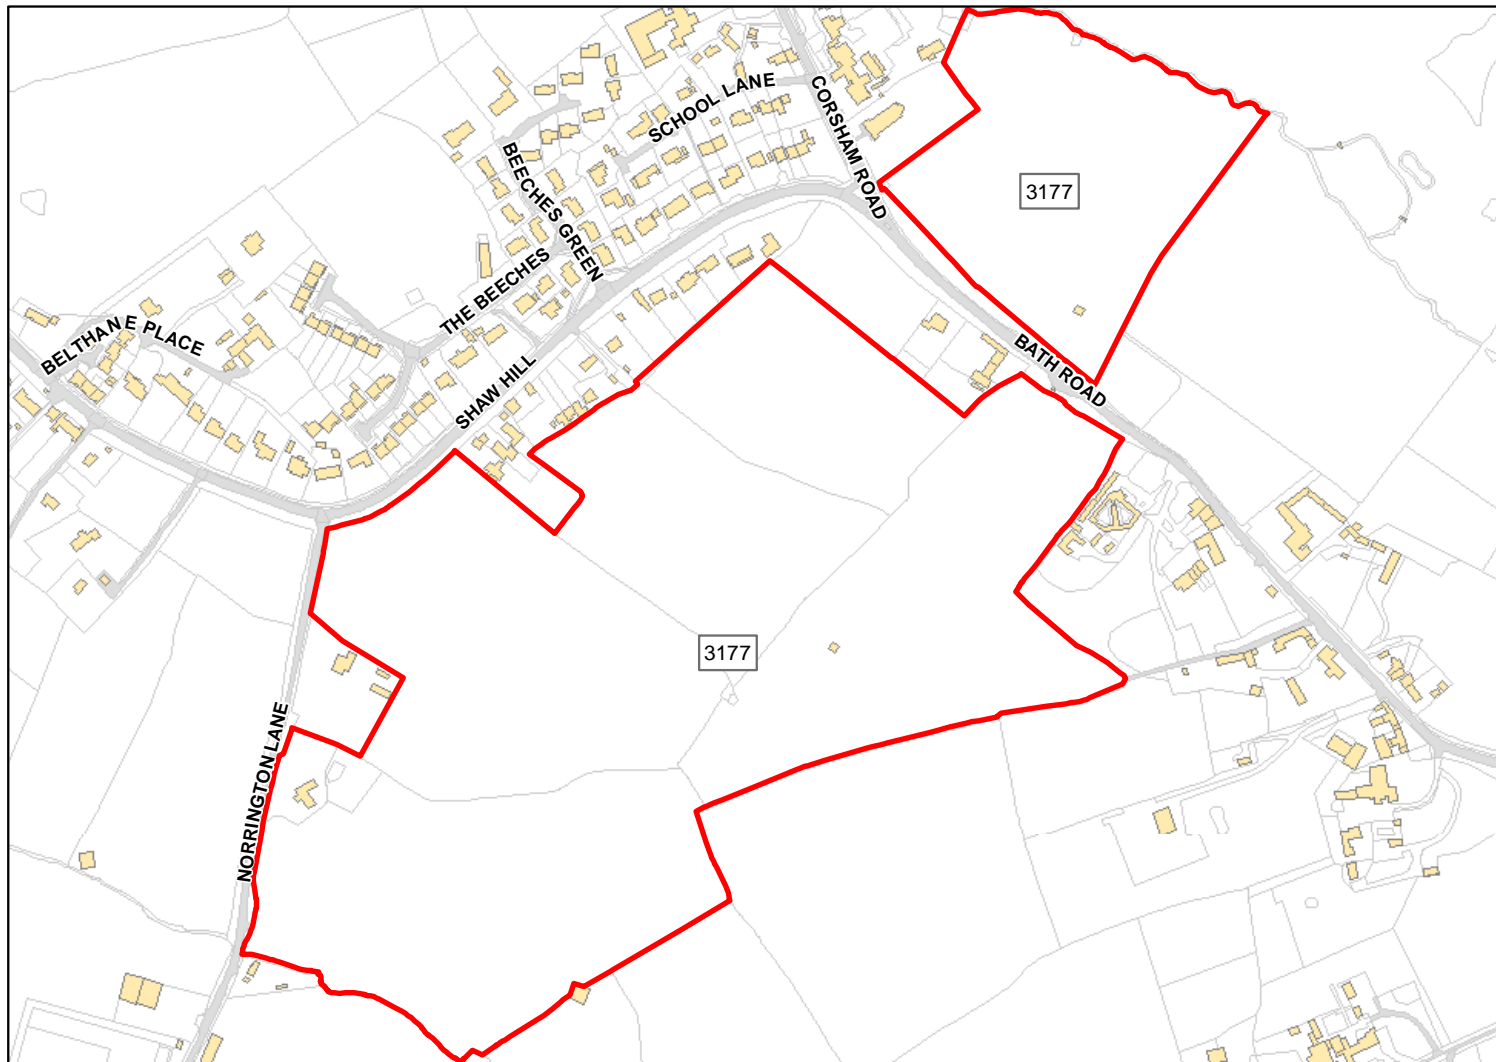 SCHOOL LANE
CORSHAM ROAD
BEECHES GREEN
3177
THE BEECHES
BELTHANE PLACE
SHAW HILL
BATH ROAD
3177
NORRINGTON LANE